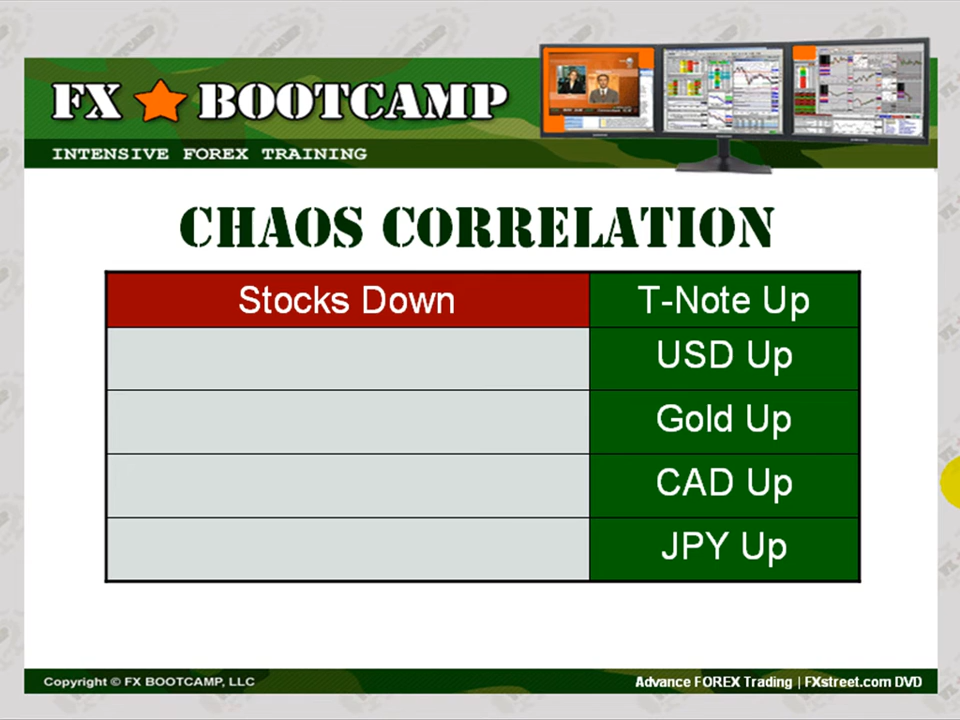 FX BOOTCAMP
INTENSIVE FOREX TRAINING
CHAOS CORRELATION
Stocks Down
T-Note Up
USD Up
Gold Up
CAD Up
JPY Up
Copyright © FX BOOTCAMP, LLC
Advance FOREX Trading | FXstreet.com DVD